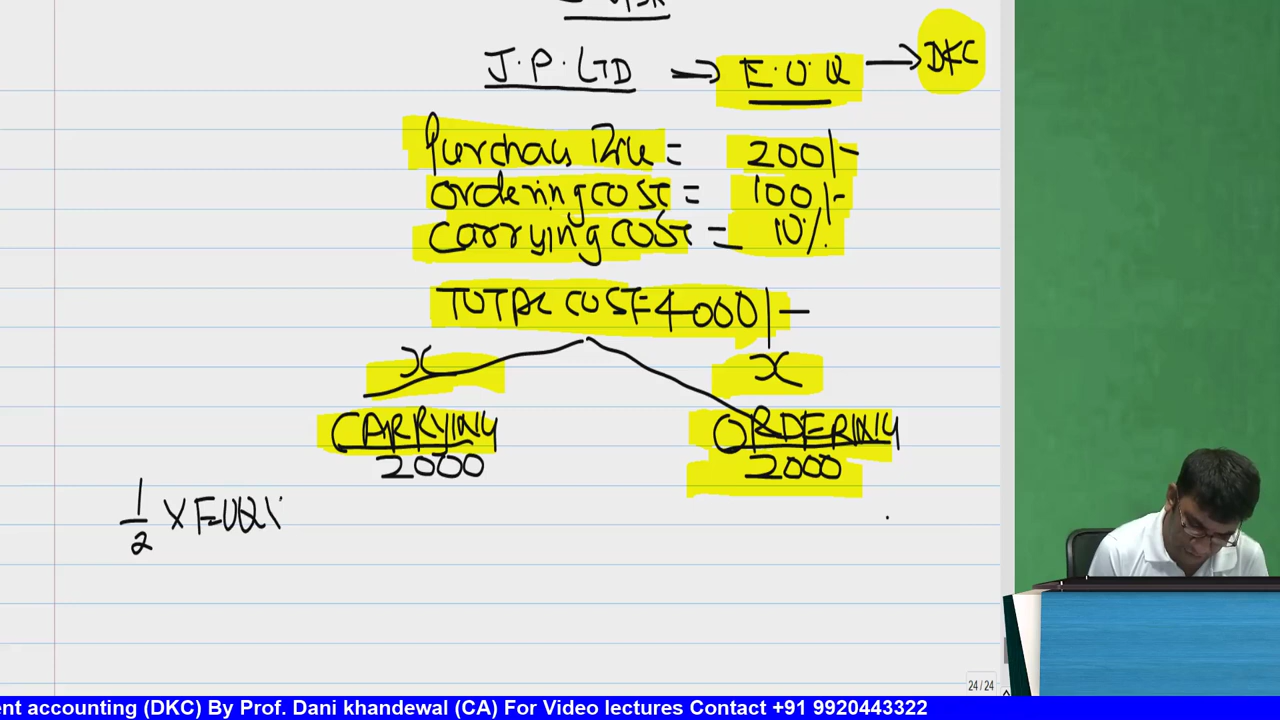 J.P. LTD → E.O.Q → DKC
Purchase Price = 200/-
Ordering cost = 100/-
Carrying cost = 10%
TOTAL COST = 4000/-
x x
CARRYING ORDERING
2000 2000
1/2 X EOQ X
24 / 24
ent accounting (DKC) By Prof. Dani khandewal (CA) For Video lectures Contact +91 9920443322